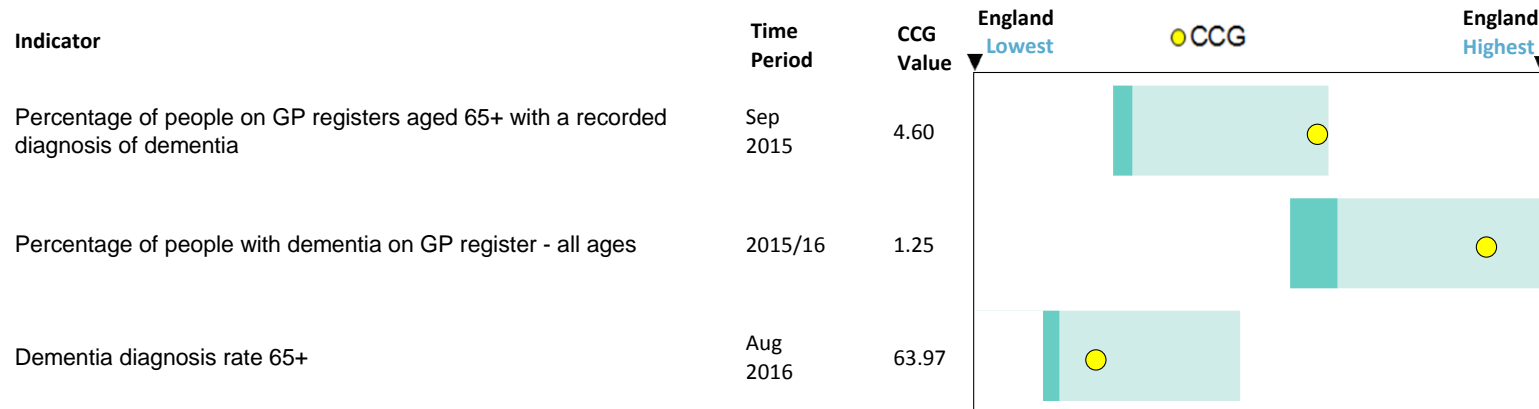 Indicator
Time
Period
CCG
Value
England
Lowest
CCG
England
Highest
Percentage of people on GP registers aged 65+ with a recorded
diagnosis of dementia
Sep
2015
4.60
Percentage of people with dementia on GP register - all ages
2015/16
1.25
Dementia diagnosis rate 65+
Aug
2016
63.97